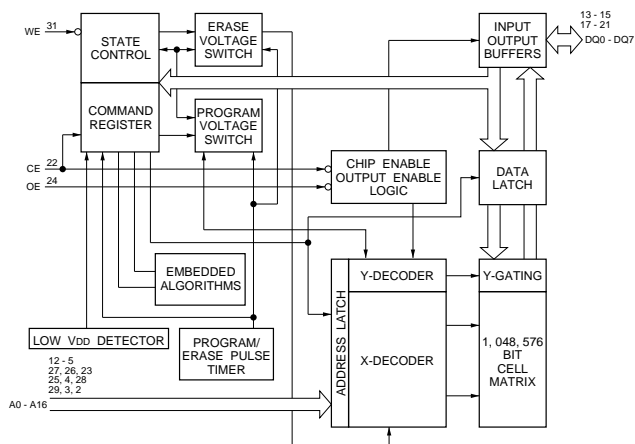 WE
31
STATE
CONTROL
COMMAND
REGISTER
ERASE
VOLTAGE
SWITCH
PROGRAM
VOLTAGE
SWITCH
INPUT
OUTPUT
BUFFERS
13 - 15
17 - 21
DQ0 - DQ7
CE
22
OE
24
CHIP ENABLE
OUTPUT ENABLE
LOGIC
DATA
LATCH
EMBEDDED
ALGORITHMS
LOW VDD DETECTOR
PROGRAM/
ERASE PULSE
TIMER
ADDRESS LATCH
Y-DECODER
X-DECODER
Y-GATING
1, 048, 576
BIT
CELL
MATRIX
12 - 5
27, 26, 23
25, 4, 28
29, 3, 2
A0 - A16